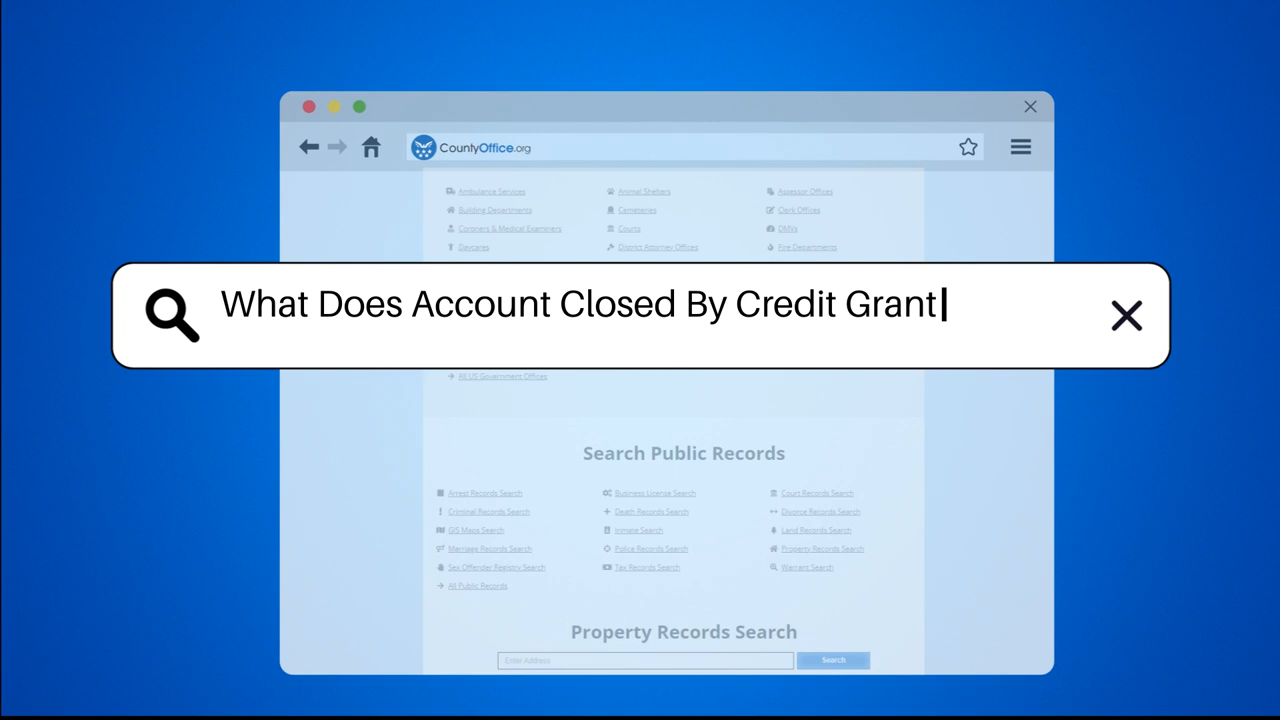 CountyOffice.org
Ambulance Services Animal Shelters Assessor Offices
Building Departments Cemeteries Clerk Offices
Coroners & Medical Examiners Courts DMVs
Daycares District Attorney Offices Fire Departments
What Does Account Closed By Credit Grant
All US Government Offices
Search Public Records
Arrest Records Search Business License Search Court Records Search
Criminal Records Search Death Records Search Divorce Records Search
GIS Maps Search Inmate Search Land Records Search
Marriage Records Search Police Records Search Property Records Search
Sex Offender Registry Search Tax Records Search Warrant Search
All Public Records
Property Records Search
Enter Address Search